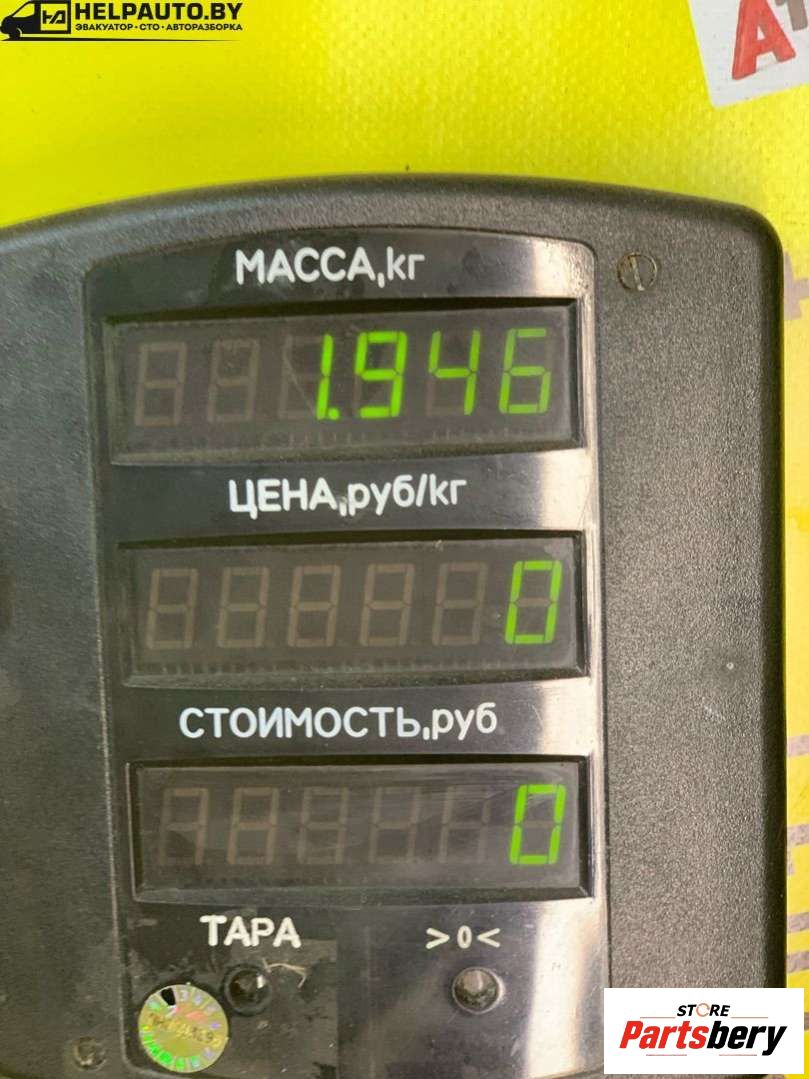 HELPAUTO.BY
ЭВАКУАТОР • СТО • АВТОРАЗБОРКА
МАССА,кг
1.946
ЦЕНА,руб/кг
0
СТОИМОСТЬ,руб
0
ТАРА >0<
STORE
Partsbery